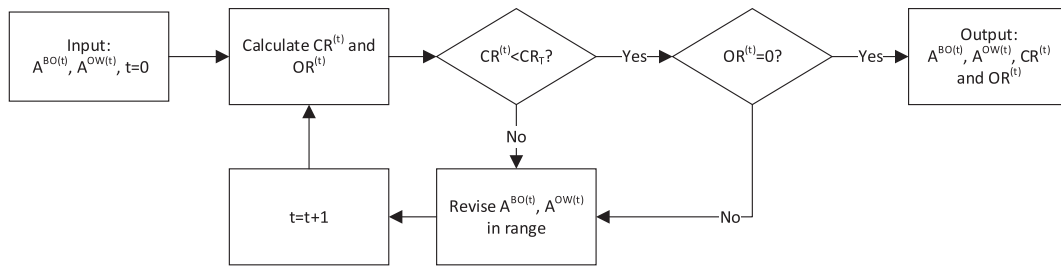 Input:
A^BO(t), A^OW(t), t=0
Calculate CR^(t) and
OR^(t)
CR^(t)<CR_T?
Yes
OR^(t)=0?
Yes
Output:
A^BO(t), A^OW(t), CR^(t)
and OR^(t)
No
t=t+1
Revise A^BO(t), A^OW(t)
in range
No